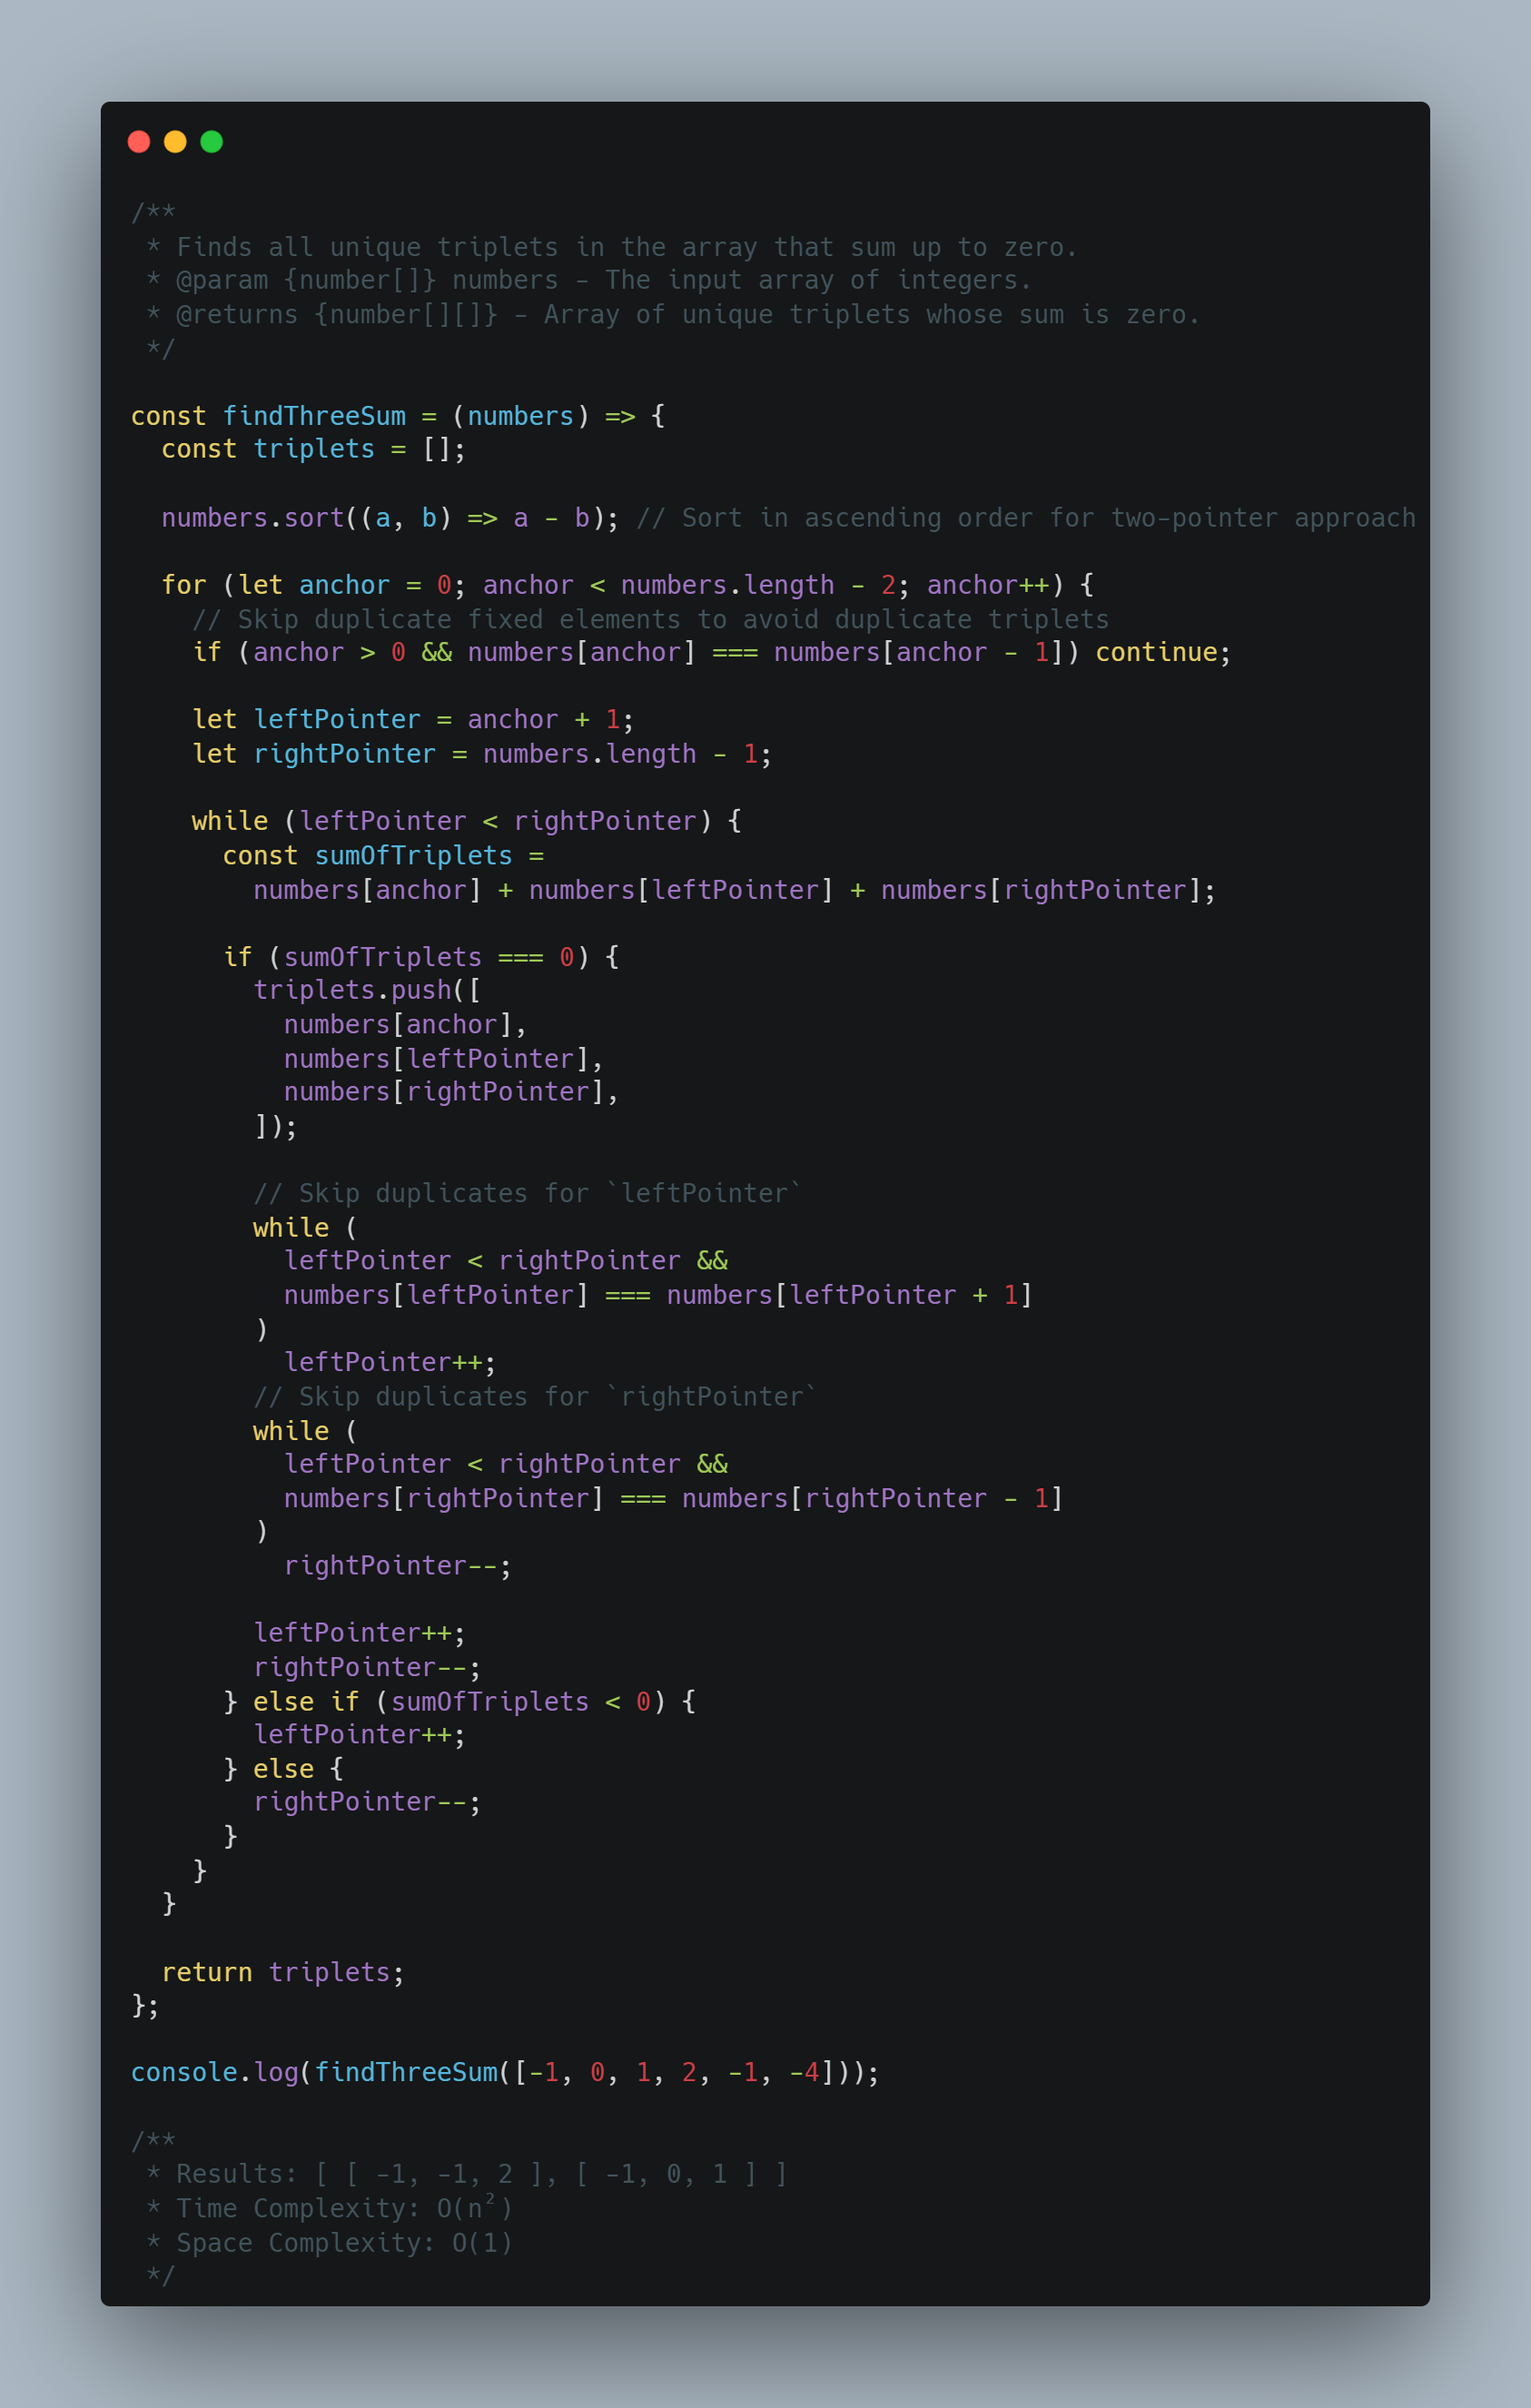 /**
 * Finds all unique triplets in the array that sum up to zero.
 * @param {number[]} numbers - The input array of integers.
 * @returns {number[][]} - Array of unique triplets whose sum is zero.
 */

const findThreeSum = (numbers) => {
  const triplets = [];

  numbers.sort((a, b) => a - b); // Sort in ascending order for two-pointer approach

  for (let anchor = 0; anchor < numbers.length - 2; anchor++) {
    // Skip duplicate fixed elements to avoid duplicate triplets
    if (anchor > 0 && numbers[anchor] === numbers[anchor - 1]) continue;

    let leftPointer = anchor + 1;
    let rightPointer = numbers.length - 1;

    while (leftPointer < rightPointer) {
      const sumOfTriplets =
        numbers[anchor] + numbers[leftPointer] + numbers[rightPointer];

      if (sumOfTriplets === 0) {
        triplets.push([
          numbers[anchor],
          numbers[leftPointer],
          numbers[rightPointer],
        ]);

        // Skip duplicates for `leftPointer`
        while (
          leftPointer < rightPointer &&
          numbers[leftPointer] === numbers[leftPointer + 1]
        )
          leftPointer++;
        // Skip duplicates for `rightPointer`
        while (
          leftPointer < rightPointer &&
          numbers[rightPointer] === numbers[rightPointer - 1]
        )
          rightPointer--;

        leftPointer++;
        rightPointer--;
      } else if (sumOfTriplets < 0) {
        leftPointer++;
      } else {
        rightPointer--;
      }
    }
  }

  return triplets;
};

console.log(findThreeSum([-1, 0, 1, 2, -1, -4]));

/**
 * Results: [ [ -1, -1, 2 ], [ -1, 0, 1 ] ]
 * Time Complexity: O(n²)
 * Space Complexity: O(1)
 */